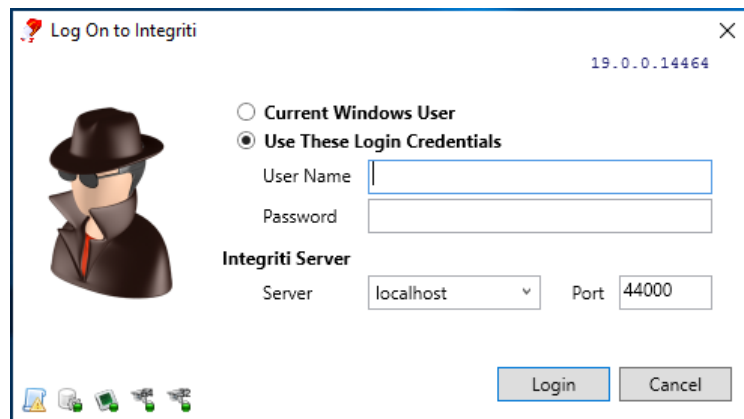 Log On to Integriti
19.0.0.14464
Current Windows User
Use These Login Credentials
User Name
Password
Integriti Server
Server localhost Port 44000
Login Cancel